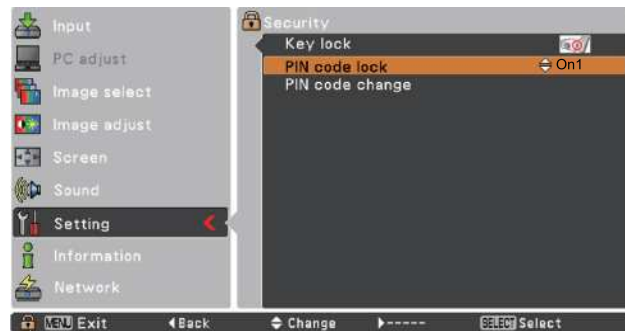 Input
PC adjust
Image select
Image adjust
Screen
Sound
Setting
Information
Network
Security
Key lock
PIN code lock On1
PIN code change
MENU Exit Back Change ----- SELECT Select